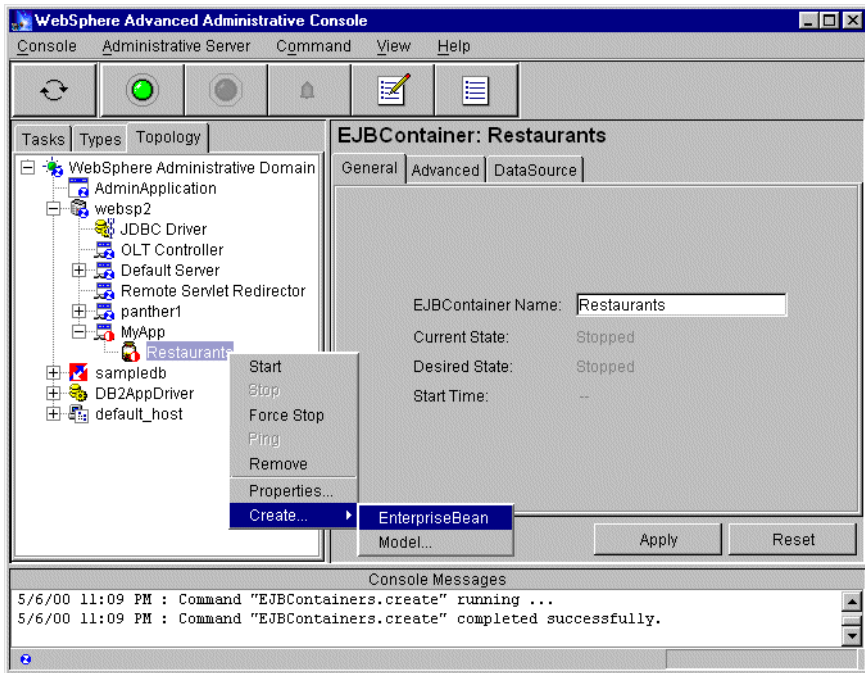 WebSphere Advanced Administrative Console
Console Administrative Server Command View Help
Tasks Types Topology
WebSphere Administrative Domain
AdminApplication
websp2
JDBC Driver
OLT Controller
Default Server
Remote Servlet Redirector
panther1
MyApp
Restaurants
sampledb
DB2AppDriver
default_host
Start
Stop
Force Stop
Ping
Remove
Properties...
Create...
EnterpriseBean
Model...
EJBContainer: Restaurants
General Advanced DataSource
EJBContainer Name: Restaurants
Current State: Stopped
Desired State: Stopped
Start Time: --
Apply Reset
Console Messages
5/6/00 11:09 PM : Command "EJBContainers.create" running ...
5/6/00 11:09 PM : Command "EJBContainers.create" completed successfully.